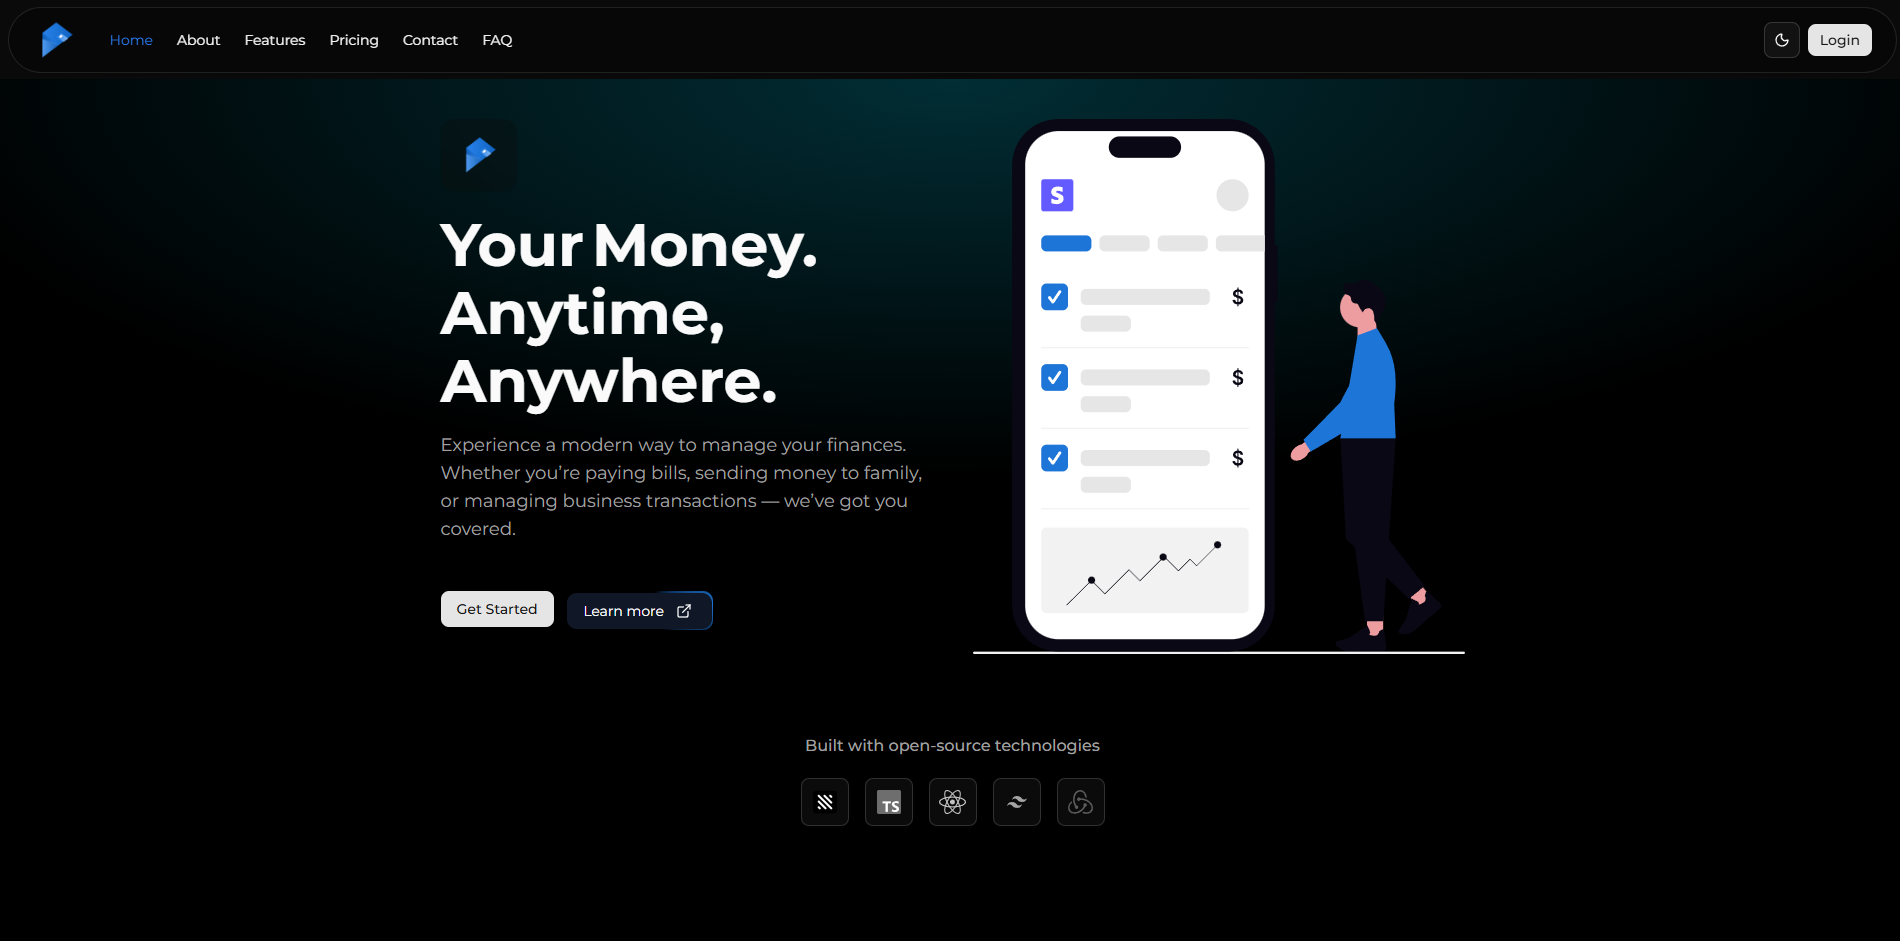 Home About Features Pricing Contact FAQ Login
Your Money.
Anytime,
Anywhere.
Experience a modern way to manage your finances.
Whether you’re paying bills, sending money to family,
or managing business transactions — we’ve got you
covered.
Get Started Learn more
S
$
$
$
Built with open-source technologies
TS